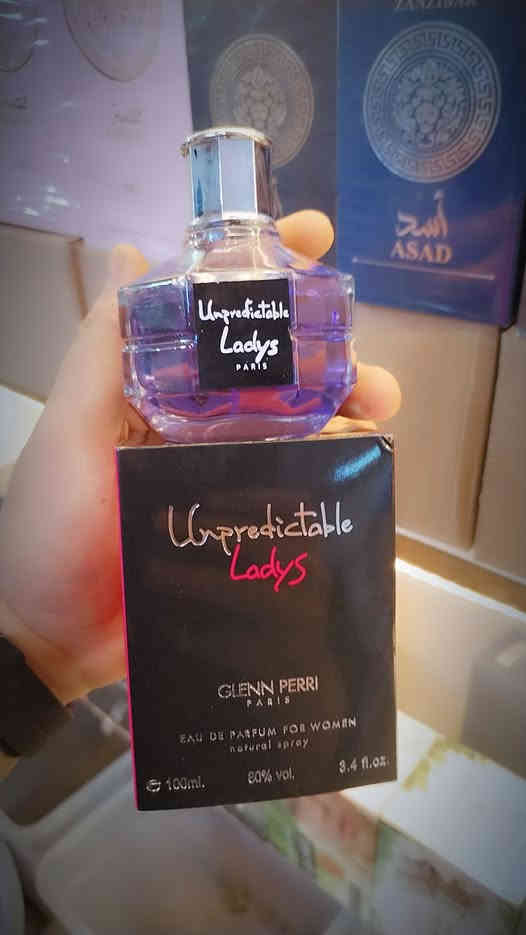 ZANZIBAR
أسد
ASAD
Unpredictable
Ladys
PARIS
Unpredictable
Ladys
GLENN PERRI
PARIS
EAU DE PARFUM FOR WOMEN
natural spray
℮ 100ml. 80% vol. 3.4 fl.oz.